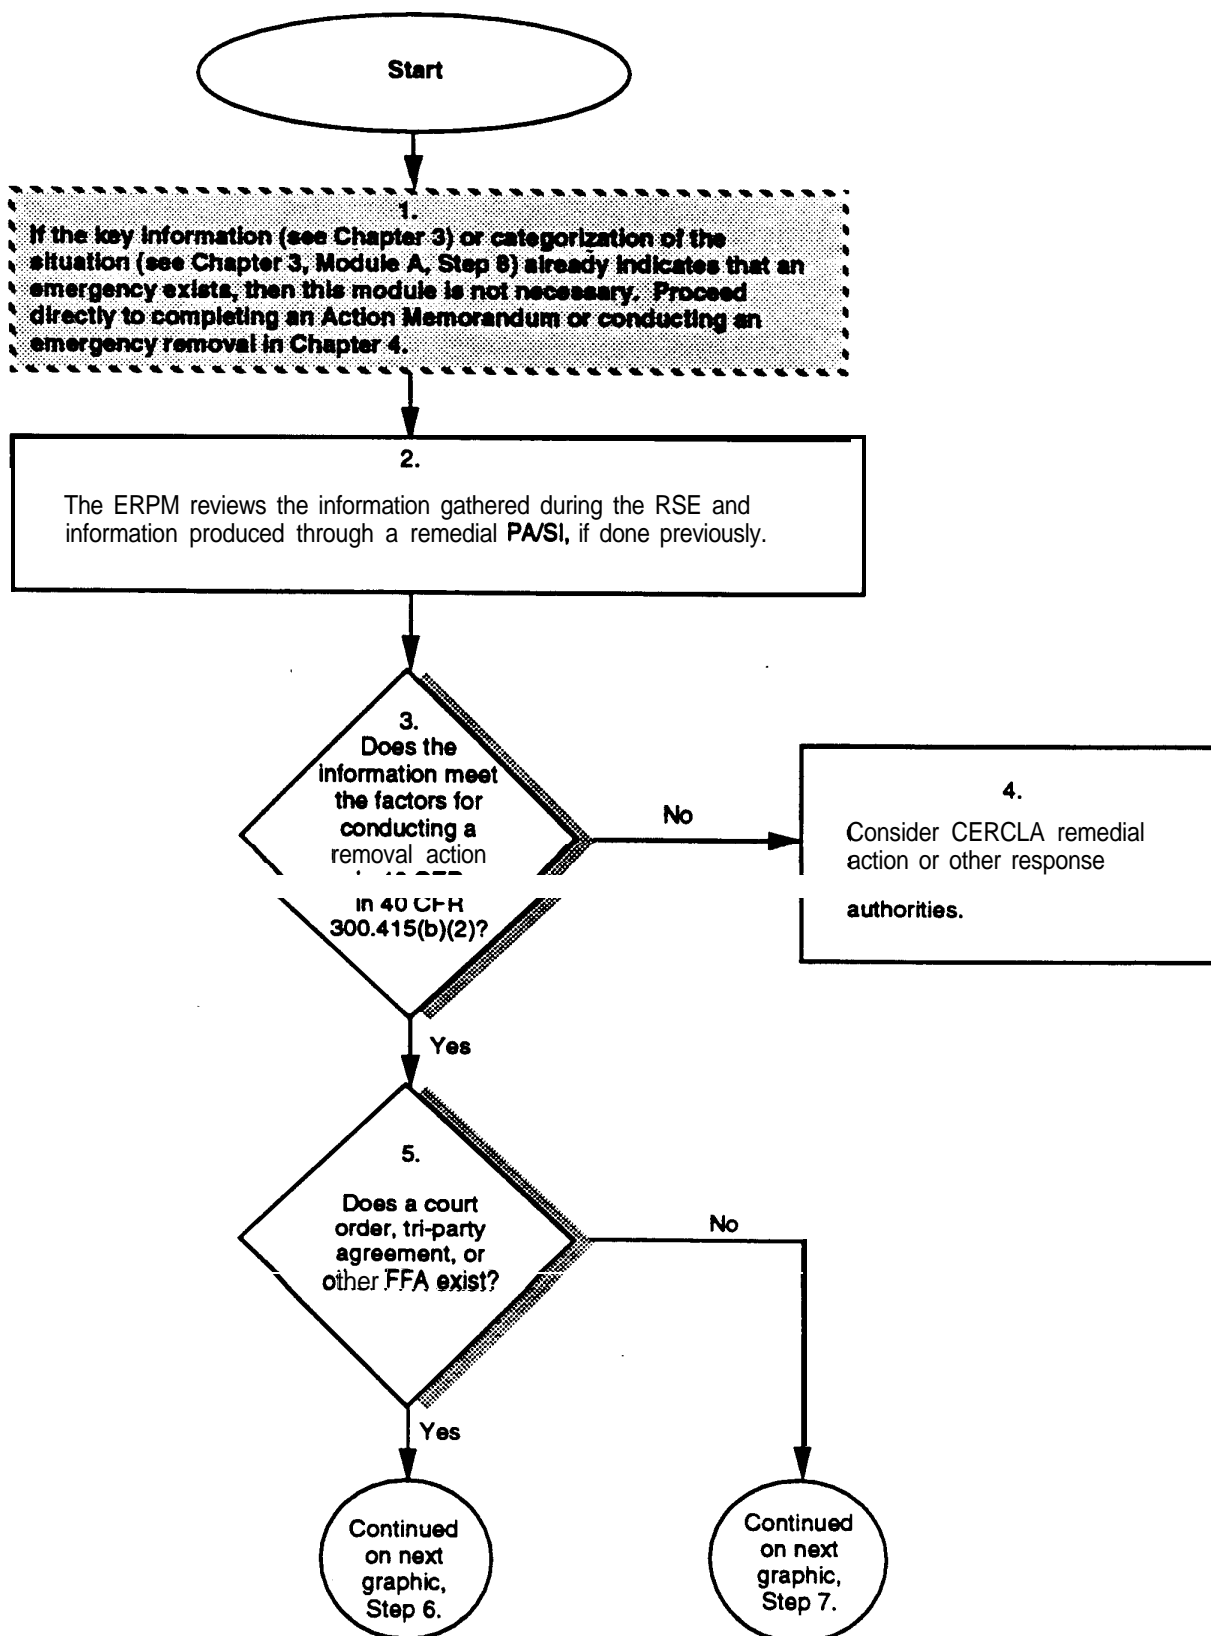 Start
1.
If the key information (see Chapter 3) or categorization of the
situation (see Chapter 3, Module A, Step 8) already indicates that an
emergency exists, then this module is not necessary. Proceed
directly to completing an Action Memorandum or conducting an
emergency removal in Chapter 4.
2.
The ERPM reviews the information gathered during the RSE and
information produced through a remedial PA/SI, if done previously.
3.
Does the
information meet
the factors for
conducting a
removal action
in 40 CFR
300.415(b)(2)?
No
4.
Consider CERCLA remedial
action or other response
authorities.
Yes
5.
Does a court
order, tri-party
agreement, or
other FFA exist?
No
Yes
Continued
on next
graphic,
Step 6.
Continued
on next
graphic,
Step 7.